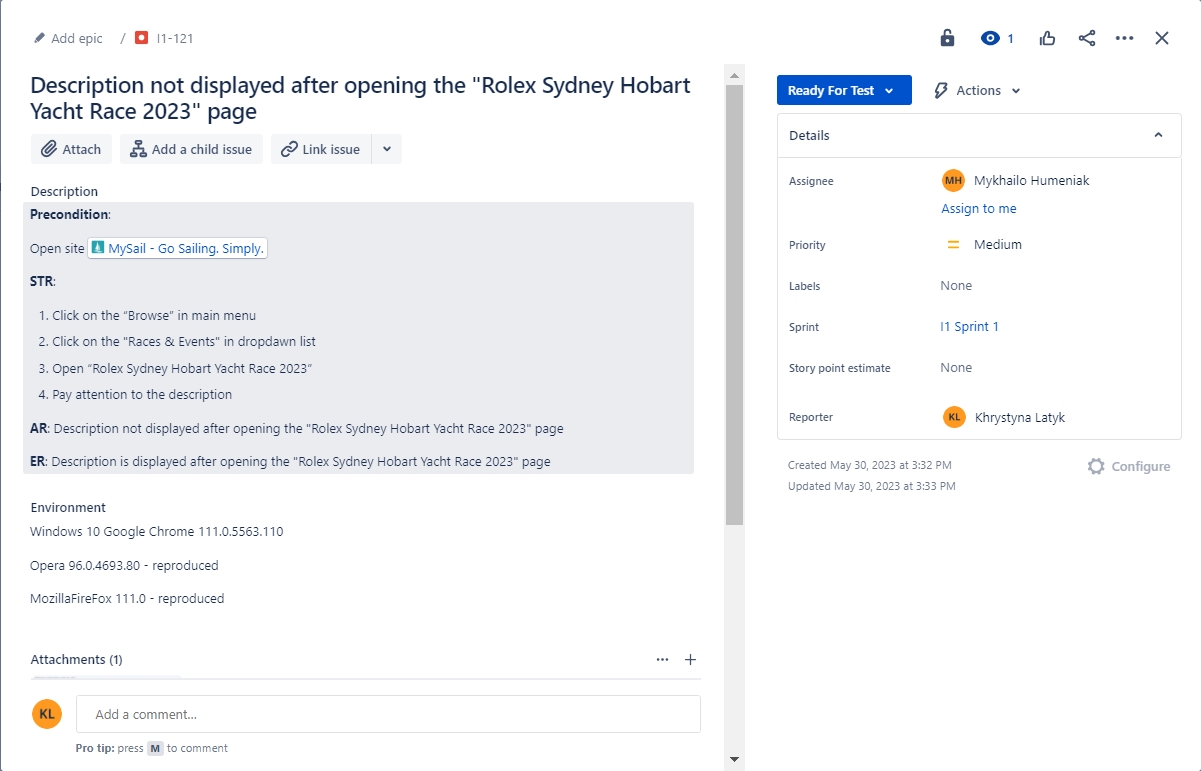 Add epic / I1-121
1
Description not displayed after opening the "Rolex Sydney Hobart
Yacht Race 2023" page
Attach
Add a child issue
Link issue
Description
Precondition:
Open site MySail - Go Sailing. Simply.
STR:
1. Click on the “Browse” in main menu
2. Click on the "Races & Events" in dropdawn list
3. Open “Rolex Sydney Hobart Yacht Race 2023”
4. Pay attention to the description
AR: Description not displayed after opening the "Rolex Sydney Hobart Yacht Race 2023" page
ER: Description is displayed after opening the "Rolex Sydney Hobart Yacht Race 2023" page
Environment
Windows 10 Google Chrome 111.0.5563.110
Opera 96.0.4693.80 - reproduced
MozillaFireFox 111.0 - reproduced
Attachments (1)
KL
Add a comment...
Pro tip: press M to comment
Ready For Test
Actions
Details
Assignee
MH Mykhailo Humeniak
Assign to me
Priority
Medium
Labels
None
Sprint
I1 Sprint 1
Story point estimate
None
Reporter
KL Khrystyna Latyk
Created May 30, 2023 at 3:32 PM
Updated May 30, 2023 at 3:33 PM
Configure